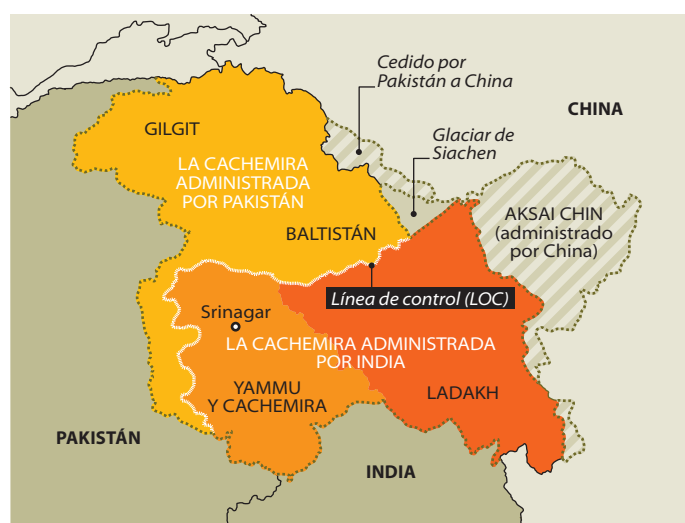 Cedido por
Pakistán a China
CHINA
GILGIT
Glaciar de
Siachen
LA CACHEMIRA
ADMINISTRADA
POR PAKISTÁN
AKSAI CHIN
(administrado
por China)
BALTISTÁN
Línea de control (LOC)
Srinagar
LA CACHEMIRA ADMINISTRADA
POR INDIA
YAMMU
Y CACHEMIRA
LADAKH
PAKISTÁN
INDIA